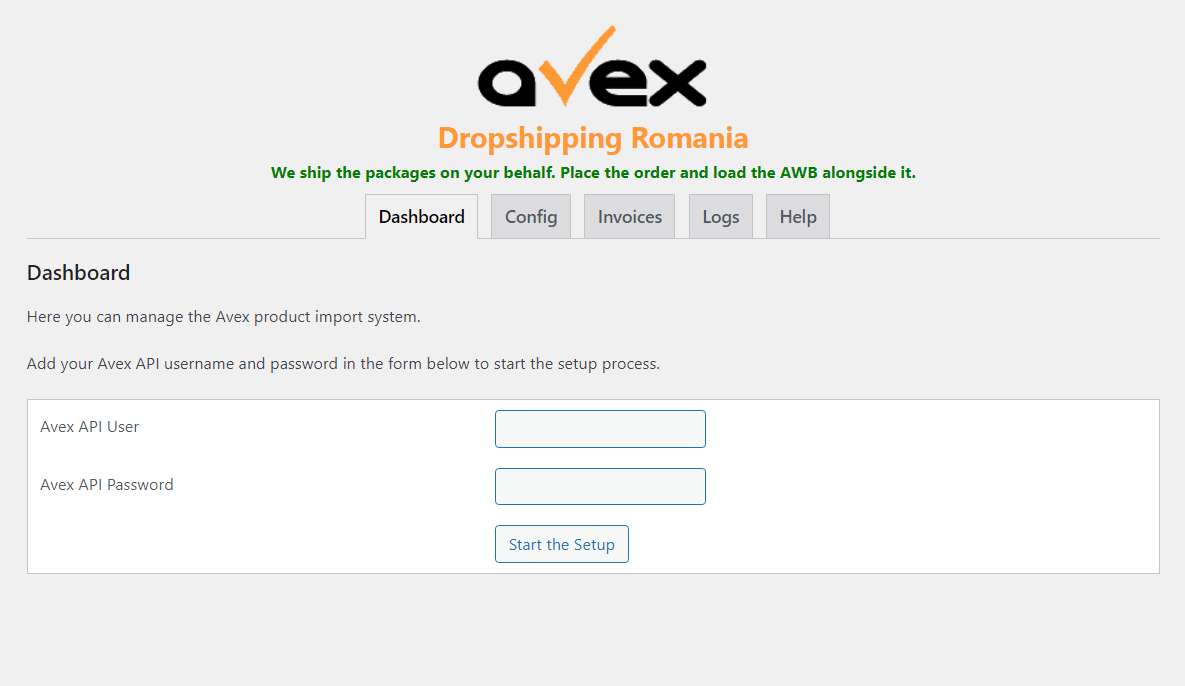 avex
Dropshipping Romania
We ship the packages on your behalf. Place the order and load the AWB alongside it.
Dashboard Config Invoices Logs Help
Dashboard
Here you can manage the Avex product import system.
Add your Avex API username and password in the form below to start the setup process.
Avex API User
Avex API Password
Start the Setup